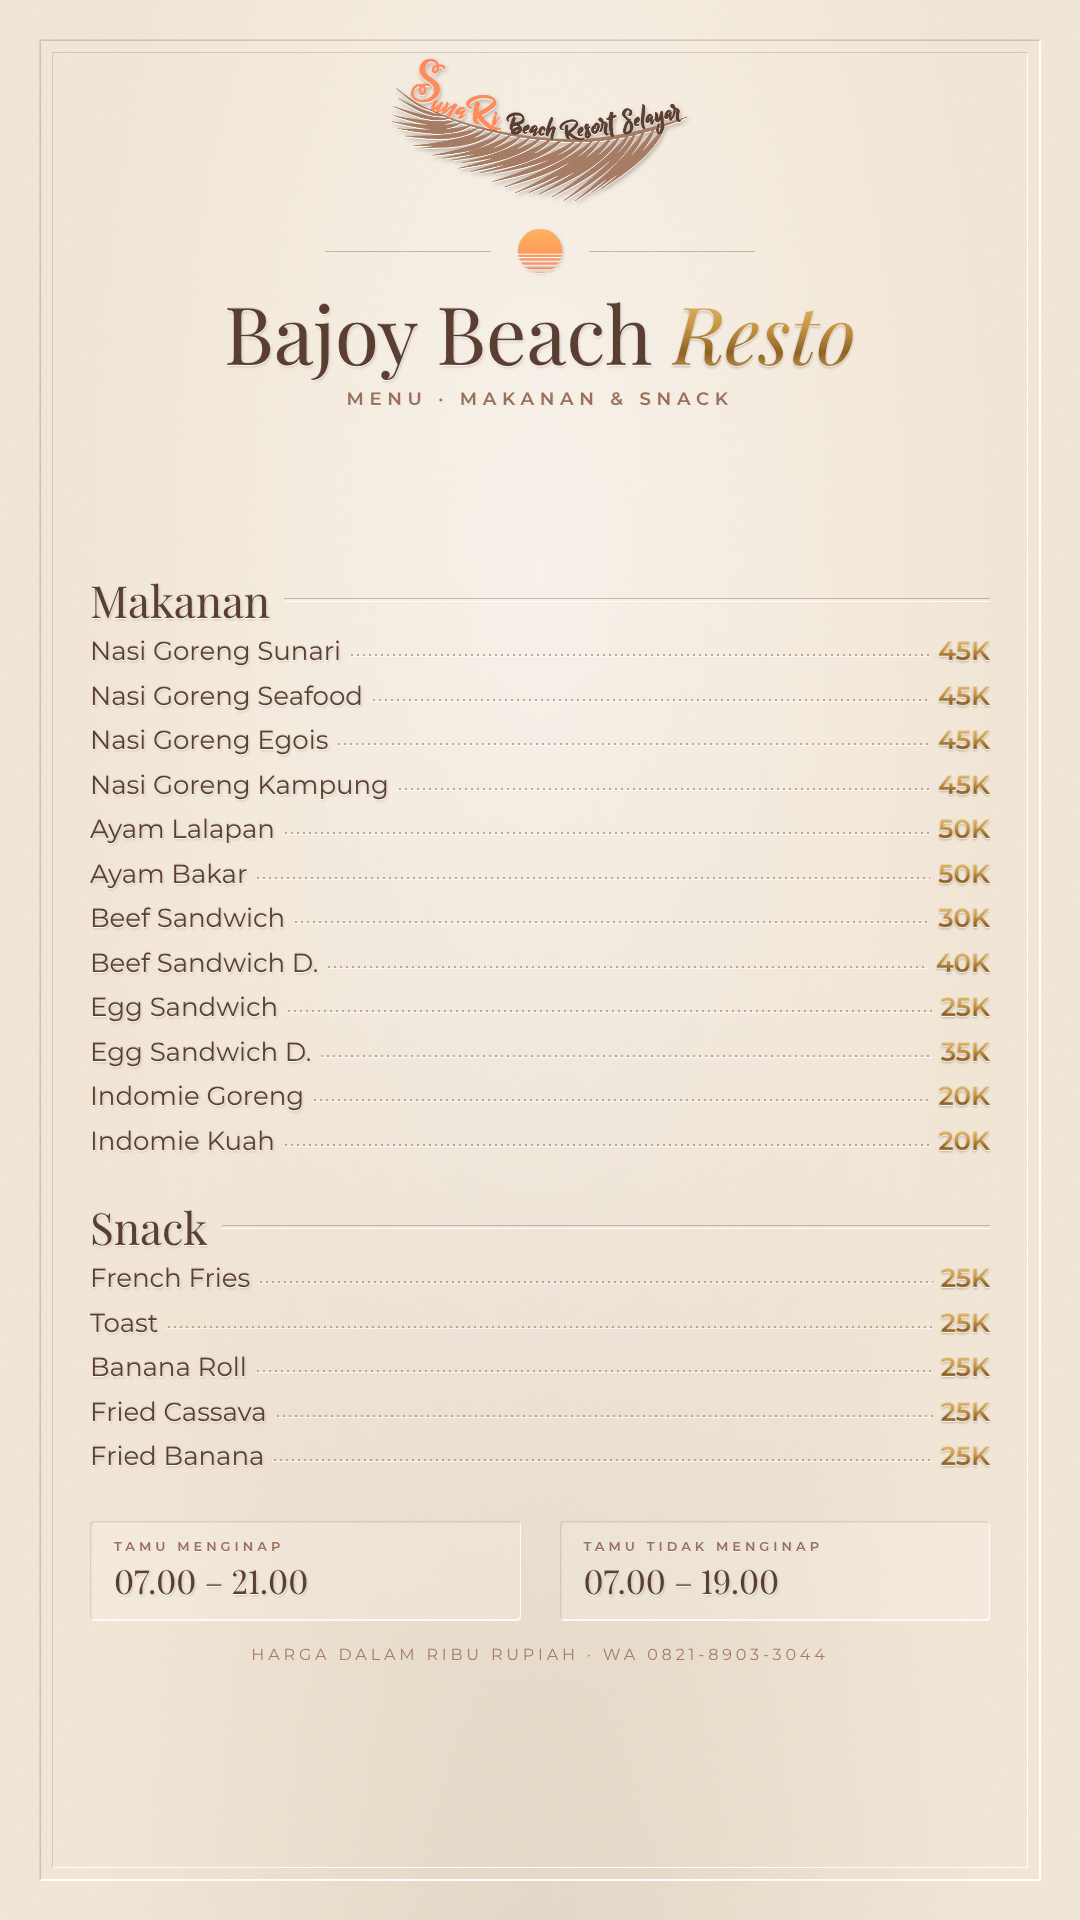 SunaRi Beach Resort Selayar
Bajoy Beach Resto
MENU · MAKANAN & SNACK
Makanan
Nasi Goreng Sunari 45K
Nasi Goreng Seafood 45K
Nasi Goreng Egois 45K
Nasi Goreng Kampung 45K
Ayam Lalapan 50K
Ayam Bakar 50K
Beef Sandwich 30K
Beef Sandwich D. 40K
Egg Sandwich 25K
Egg Sandwich D. 35K
Indomie Goreng 20K
Indomie Kuah 20K
Snack
French Fries 25K
Toast 25K
Banana Roll 25K
Fried Cassava 25K
Fried Banana 25K
TAMU MENGINAP
07.00 – 21.00
TAMU TIDAK MENGINAP
07.00 – 19.00
HARGA DALAM RIBU RUPIAH · WA 0821-8903-3044